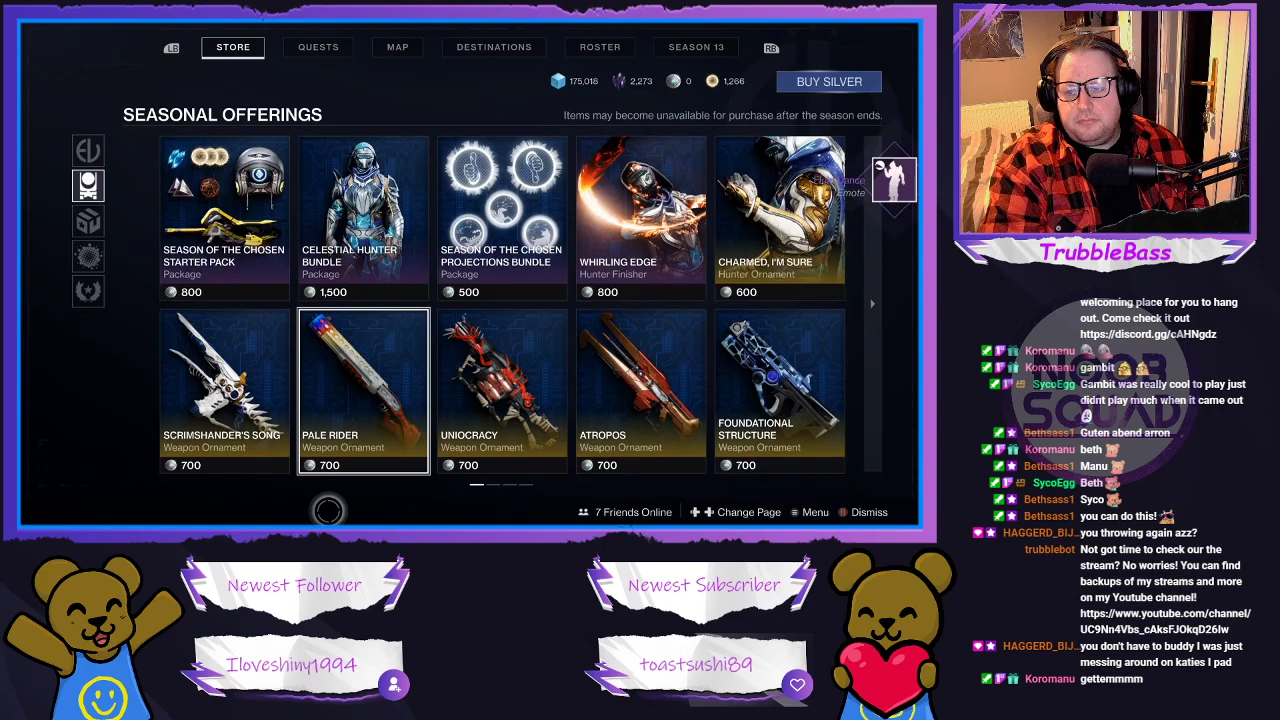 LB STORE QUESTS MAP DESTINATIONS ROSTER SEASON 13 RB
175,018 2,273 0 1,266 BUY SILVER
SEASONAL OFFERINGS
Items may become unavailable for purchase after the season ends.
SEASON OF THE CHOSEN
STARTER PACK
Package
800
CELESTIAL HUNTER
BUNDLE
Package
1,500
SEASON OF THE CHOSEN
PROJECTIONS BUNDLE
Package
500
WHIRLING EDGE
Hunter Finisher
800
CHARMED, I'M SURE
Hunter Ornament
600
Emote
SCRIMSHANDER'S SONG
Weapon Ornament
700
PALE RIDER
Weapon Ornament
700
UNIOCRACY
Weapon Ornament
700
ATROPOS
Weapon Ornament
700
FOUNDATIONAL
STRUCTURE
Weapon Ornament
700
7 Friends Online Change Page Menu B Dismiss
TrubbleBass
NOOB
SQUAD
welcoming place for you to hang
out. Come check it out
https://discord.gg/cAHNgdz
Koromanu
Koromanu gambit
SycoEgg Gambit was really cool to play just
didnt play much when it came out
Bethsass1 Guten abend arron
Koromanu beth
Bethsass1 Manu
SycoEgg Beth
Bethsass1 Syco
Bethsass1 you can do this!
HAGGERD_BIJ... you throwing again azz?
trubblebot Not got time to check our the
stream? No worries! You can find
backups of my streams and more
on my Youtube channel!
https://www.youtube.com/channel/
UC9Nn4Vbs_cAksFJOkqD26Iw
HAGGERD_BIJ... you don't have to buddy I was just
messing around on katies I pad
Koromanu gettemmmm
Newest Follower
Iloveshiny1994
Newest Subscriber
toastsushi89